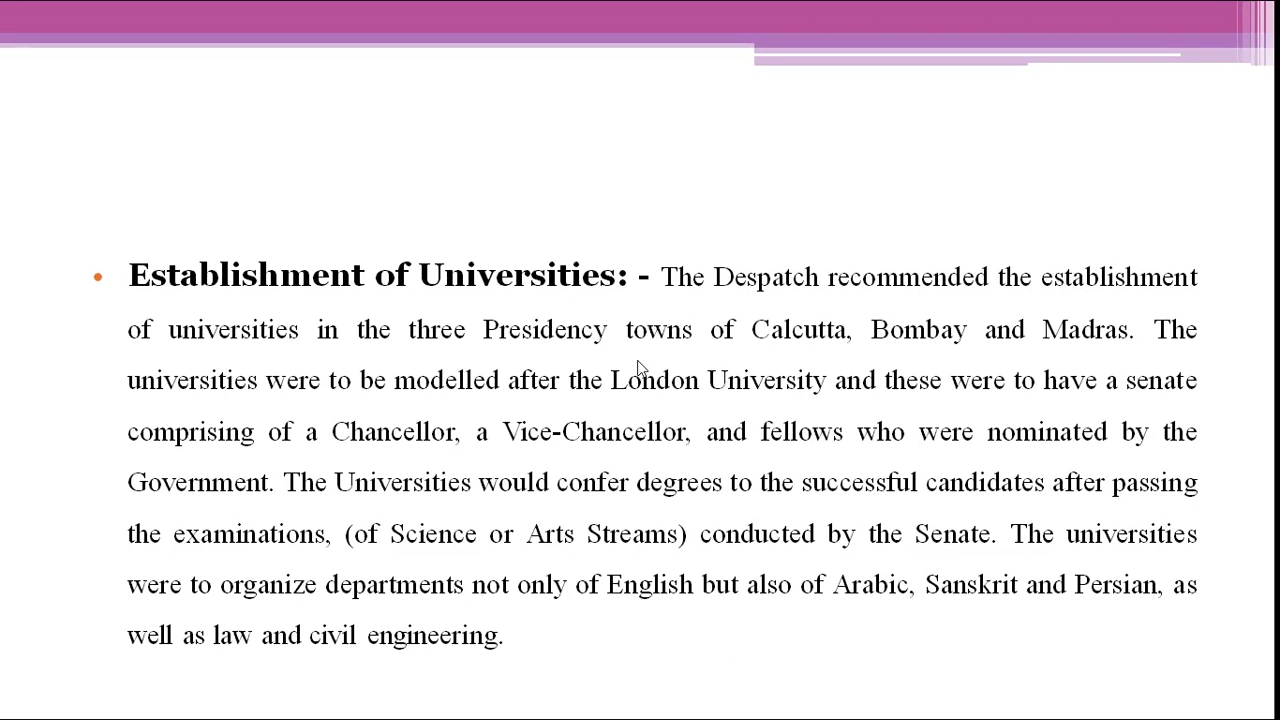 • Establishment of Universities: - The Despatch recommended the establishment
of universities in the three Presidency towns of Calcutta, Bombay and Madras. The
universities were to be modelled after the London University and these were to have a senate
comprising of a Chancellor, a Vice-Chancellor, and fellows who were nominated by the
Government. The Universities would confer degrees to the successful candidates after passing
the examinations, (of Science or Arts Streams) conducted by the Senate. The universities
were to organize departments not only of English but also of Arabic, Sanskrit and Persian, as
well as law and civil engineering.